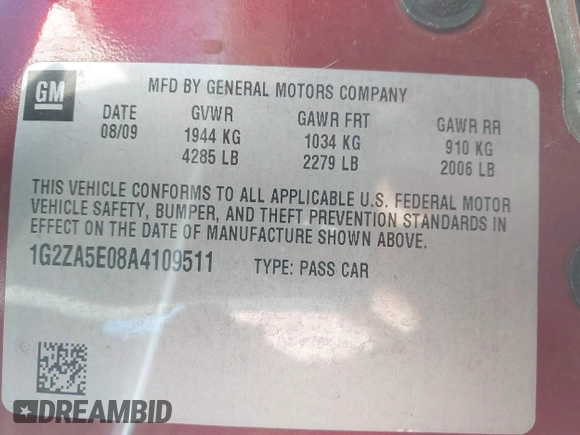 GM
MFD BY GENERAL MOTORS COMPANY
DATE GVWR GAWR FRT GAWR RR
08/09 1944 KG 1034 KG 910 KG
4285 LB 2279 LB 2006 LB
THIS VEHICLE CONFORMS TO ALL APPLICABLE U.S. FEDERAL MOTOR
VEHICLE SAFETY, BUMPER, AND THEFT PREVENTION STANDARDS IN
EFFECT ON THE DATE OF MANUFACTURE SHOWN ABOVE.
1G2ZA5E08A4109511 TYPE: PASS CAR
DREAMBID